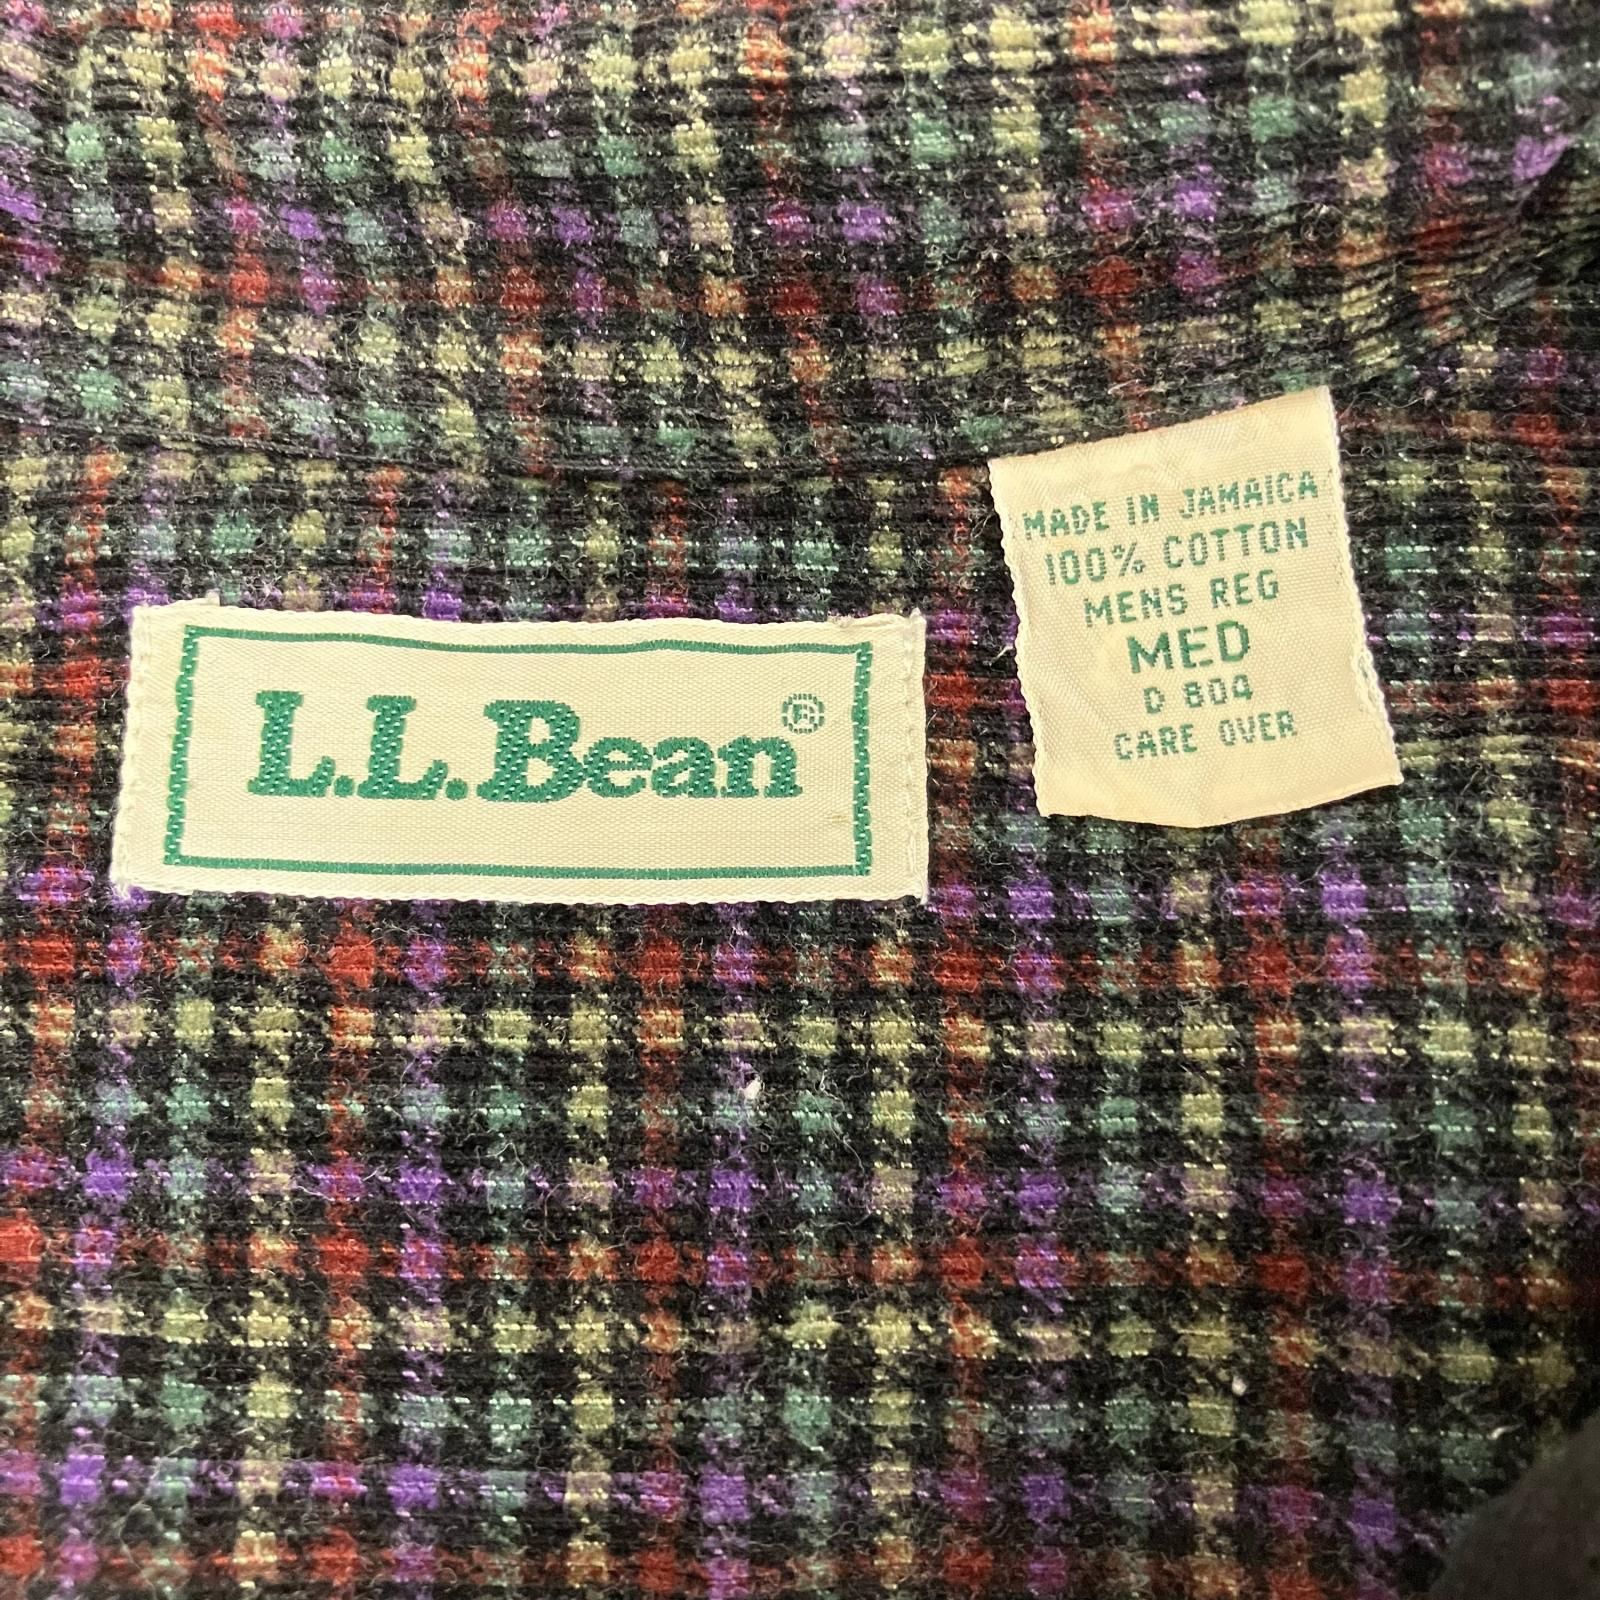 L.L.Bean®
MADE IN JAMAICA
100% COTTON
MENS REG
MED
D 804
CARE OVER